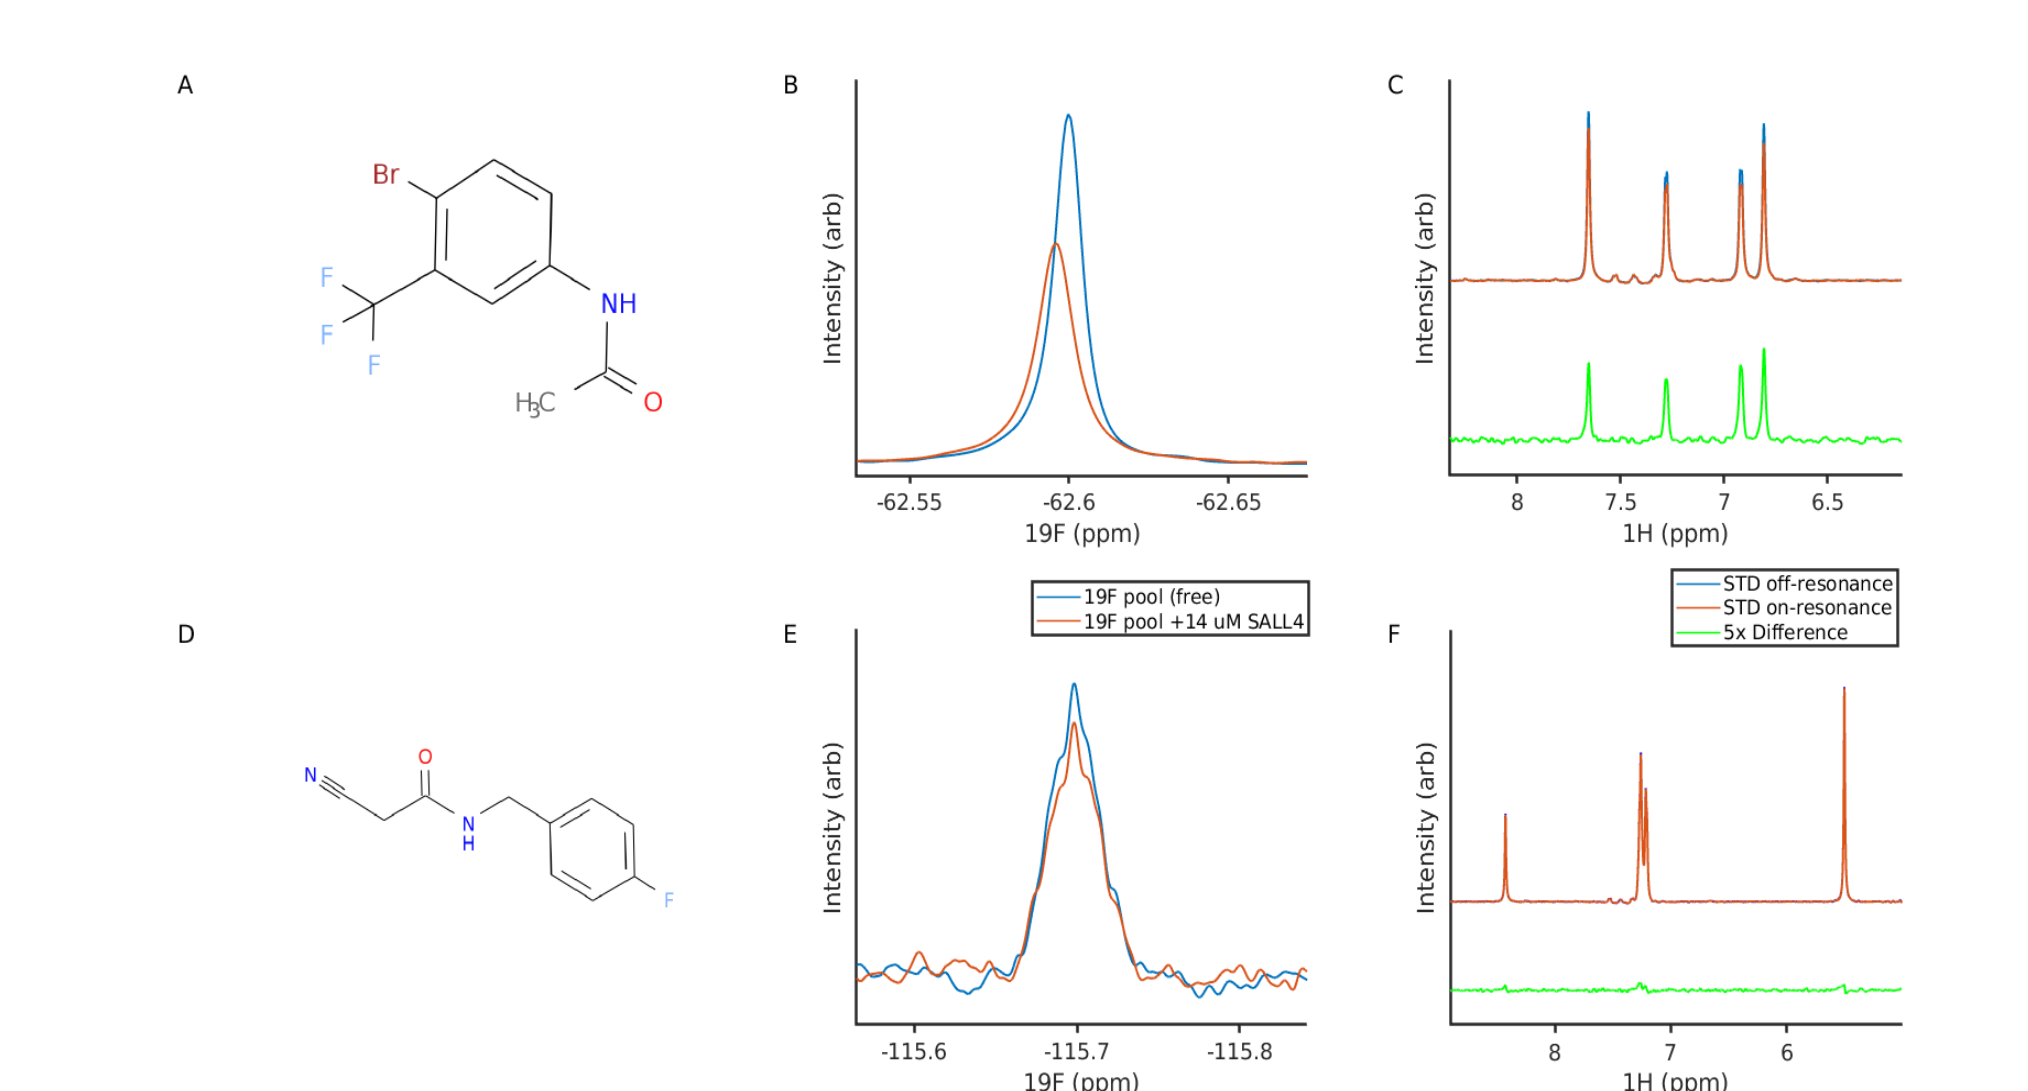 A
B
C
Br
F
F
F
NH
H3C
O
Intensity (arb)
-62.55
-62.6
-62.65
19F (ppm)
Intensity (arb)
8
7.5
7
6.5
1H (ppm)
19F pool (free)
19F pool +14 uM SALL4
STD off-resonance
STD on-resonance
5x Difference
D
E
F
N
O
N
H
F
Intensity (arb)
-115.6
-115.7
-115.8
19F (ppm)
Intensity (arb)
8
7
6
1H (ppm)